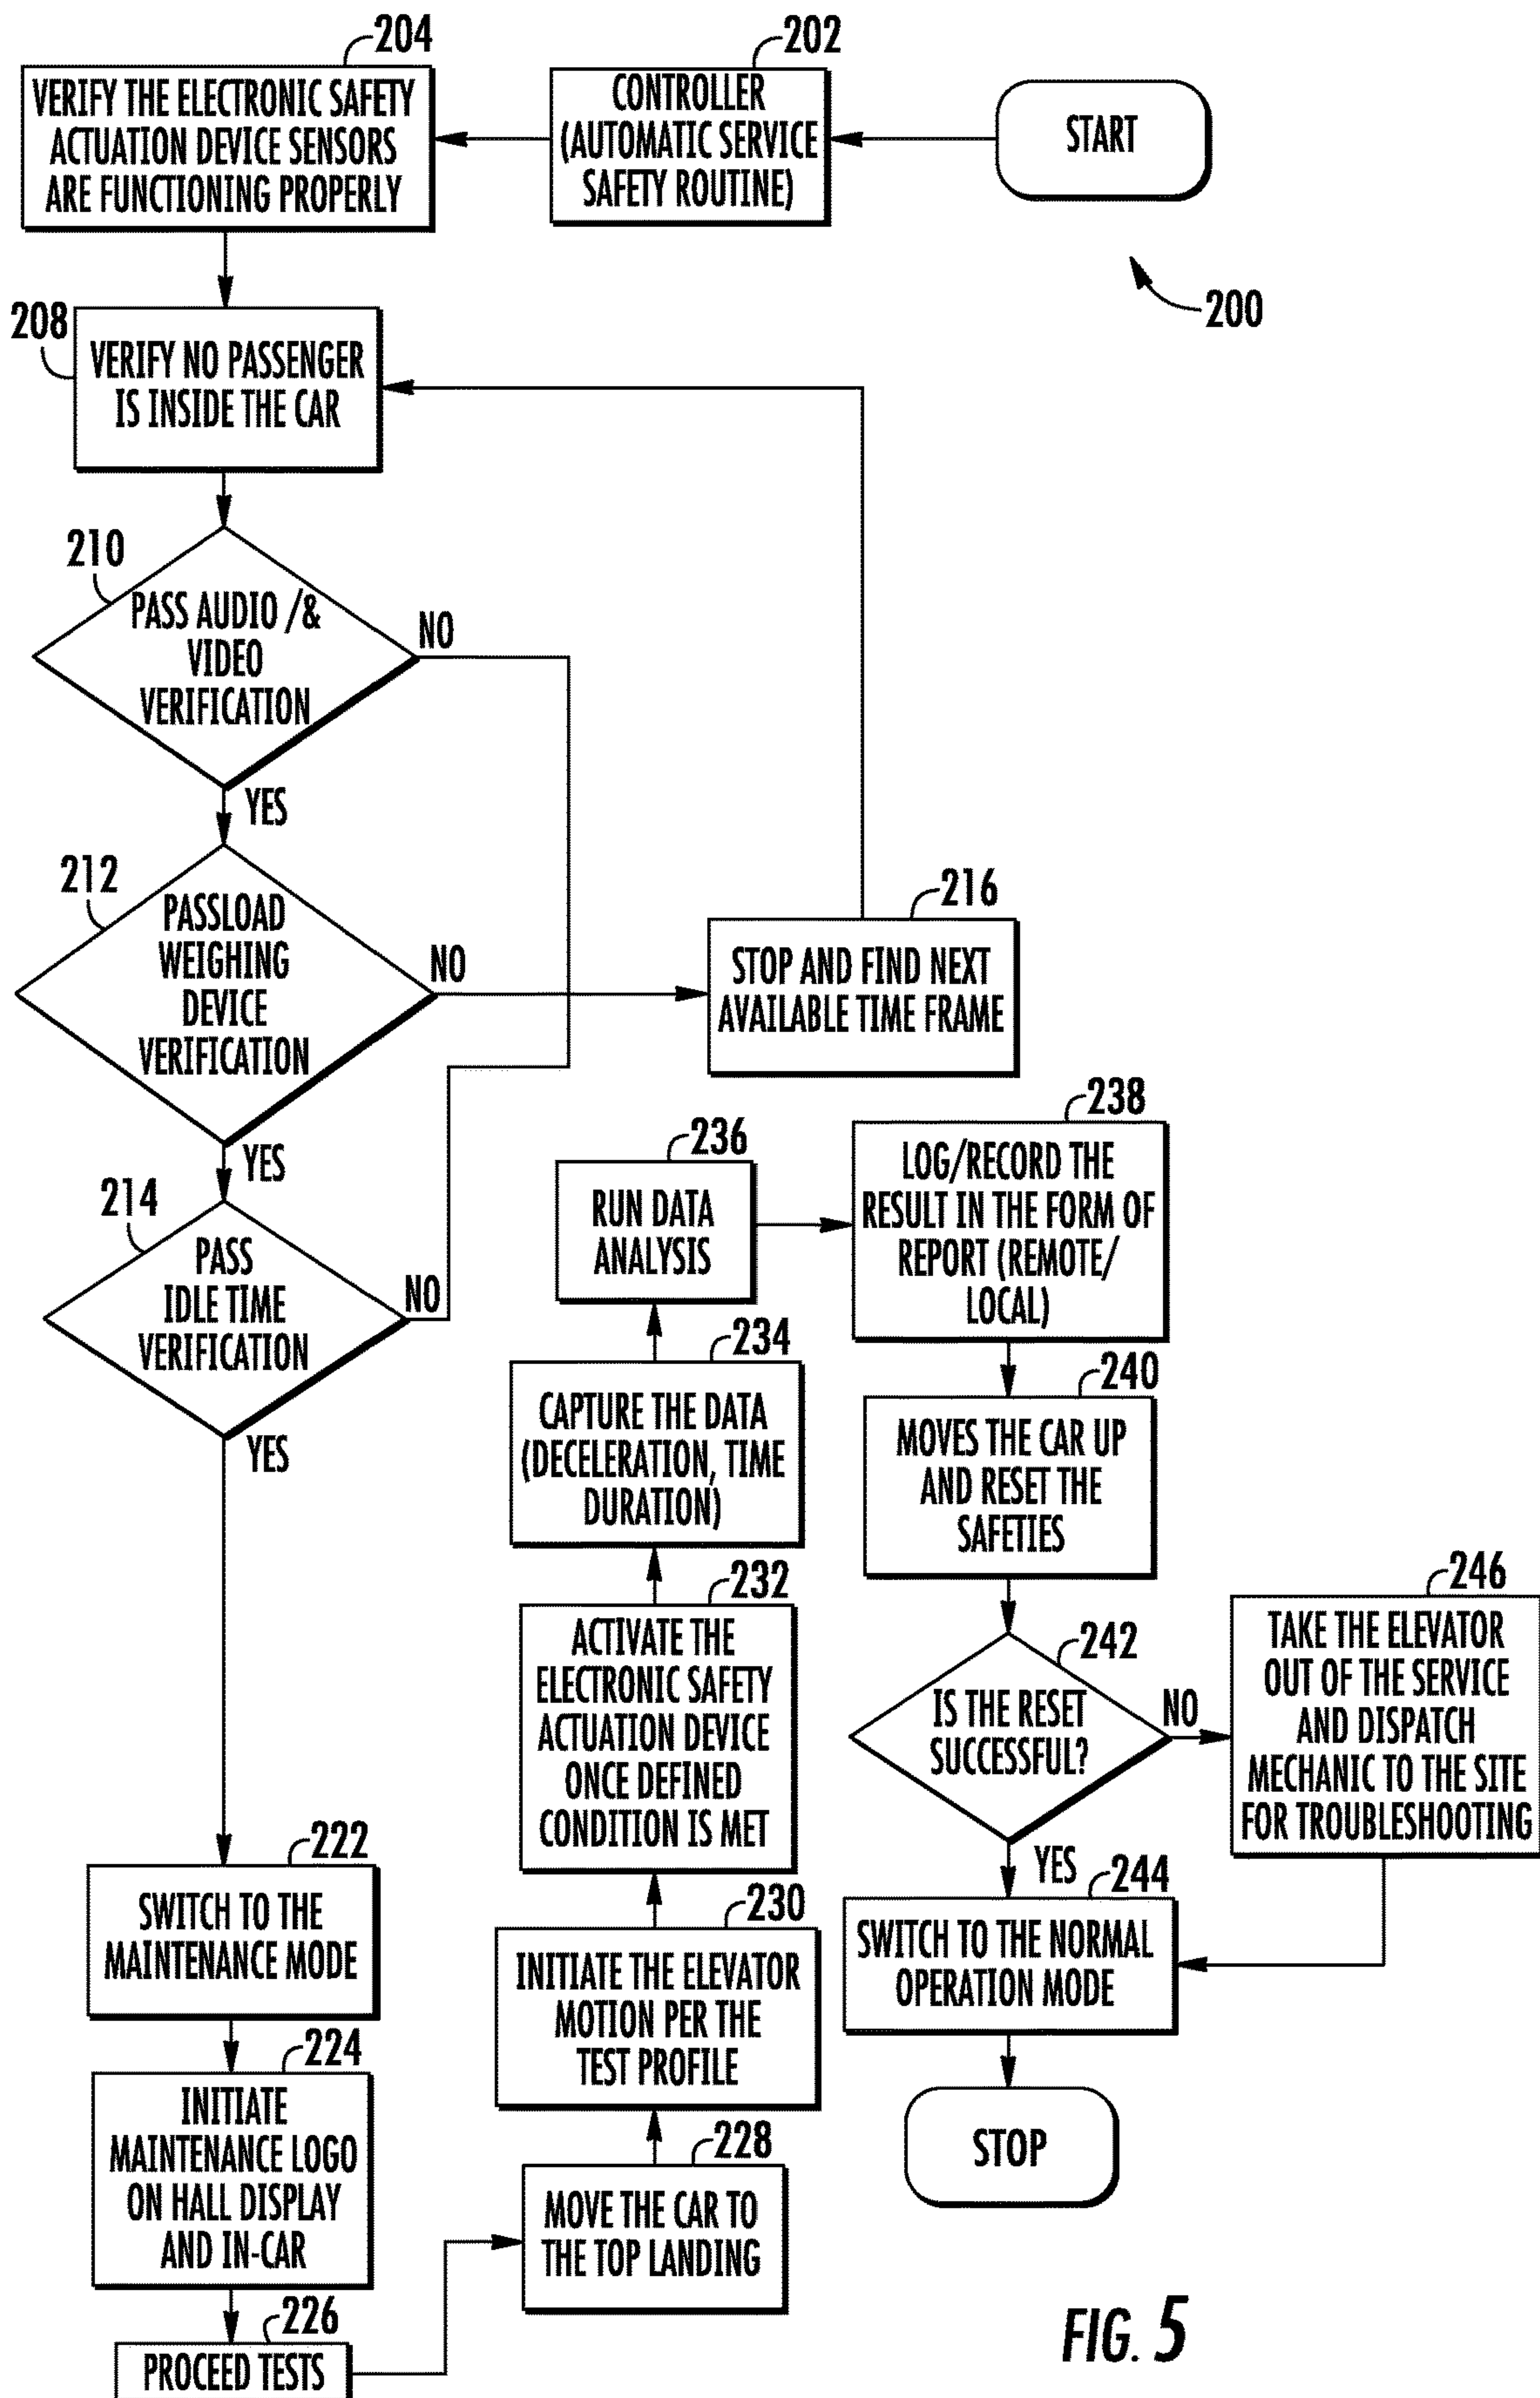 START
200
202
CONTROLLER
(AUTOMATIC SERVICE
SAFETY ROUTINE)
204
VERIFY THE ELECTRONIC SAFETY
ACTUATION DEVICE SENSORS
ARE FUNCTIONING PROPERLY
208
VERIFY NO PASSENGER
IS INSIDE THE CAR
210
PASS AUDIO /&
VIDEO
VERIFICATION
NO
YES
212
PASSLOAD
WEIGHING
DEVICE
VERIFICATION
NO
YES
216
STOP AND FIND NEXT
AVAILABLE TIME FRAME
214
PASS
IDLE TIME
VERIFICATION
NO
YES
222
SWITCH TO THE
MAINTENANCE MODE
224
INITIATE
MAINTENANCE LOGO
ON HALL DISPLAY
AND IN-CAR
226
PROCEED TESTS
228
MOVE THE CAR TO
THE TOP LANDING
230
INITIATE THE ELEVATOR
MOTION PER THE
TEST PROFILE
232
ACTIVATE THE
ELECTRONIC SAFETY
ACTUATION DEVICE
ONCE DEFINED
CONDITION IS MET
234
CAPTURE THE DATA
(DECELERATION, TIME
DURATION)
236
RUN DATA
ANALYSIS
238
LOG/RECORD THE
RESULT IN THE FORM OF
REPORT (REMOTE/
LOCAL)
240
MOVES THE CAR UP
AND RESET THE
SAFETIES
242
IS THE RESET
SUCCESSFUL?
NO
YES
246
TAKE THE ELEVATOR
OUT OF THE SERVICE
AND DISPATCH
MECHANIC TO THE SITE
FOR TROUBLESHOOTING
244
SWITCH TO THE NORMAL
OPERATION MODE
STOP
FIG. 5